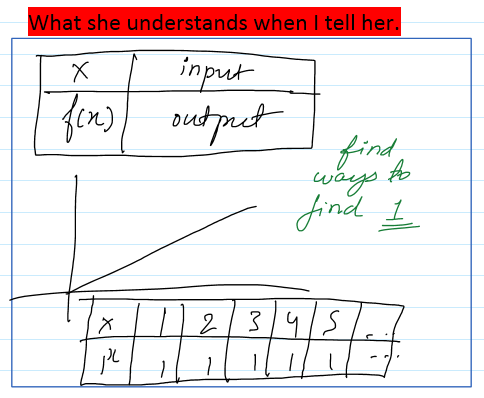 What she understands when I tell her.
x input
f(x) output
find
ways to
find 1
x 1 2 3 4 5 ...
1ˣ 1 1 1 1 1 ...